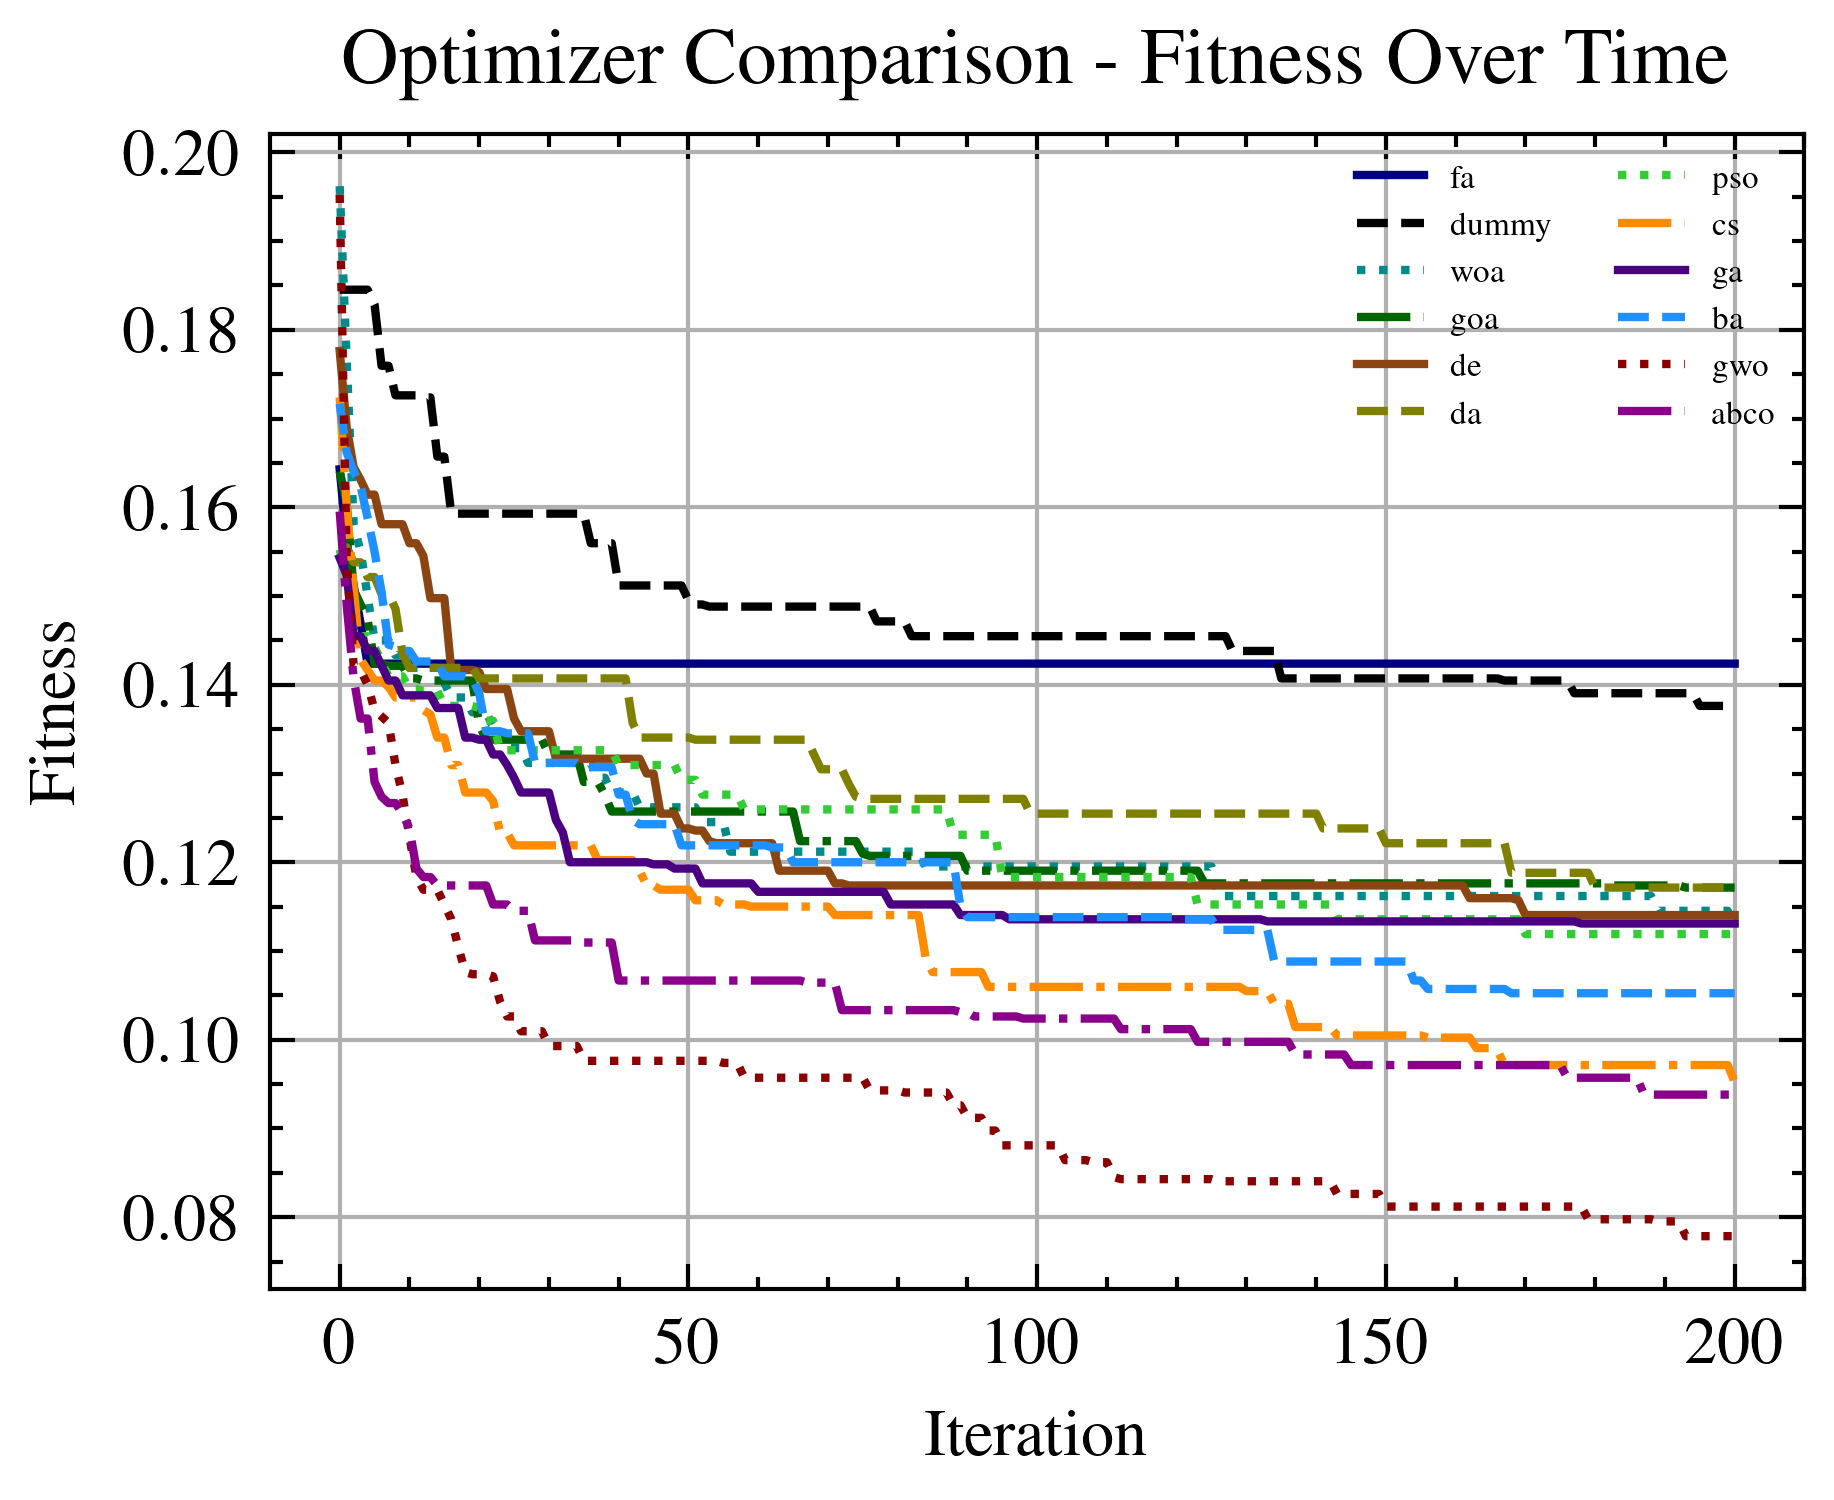 Optimizer Comparison - Fitness Over Time
0.20
0.18
0.16
0.14
0.12
0.10
0.08
Fitness
fa
dummy
woa
goa
de
da
pso
cs
ga
ba
gwo
abco
0
50
100
150
200
Iteration